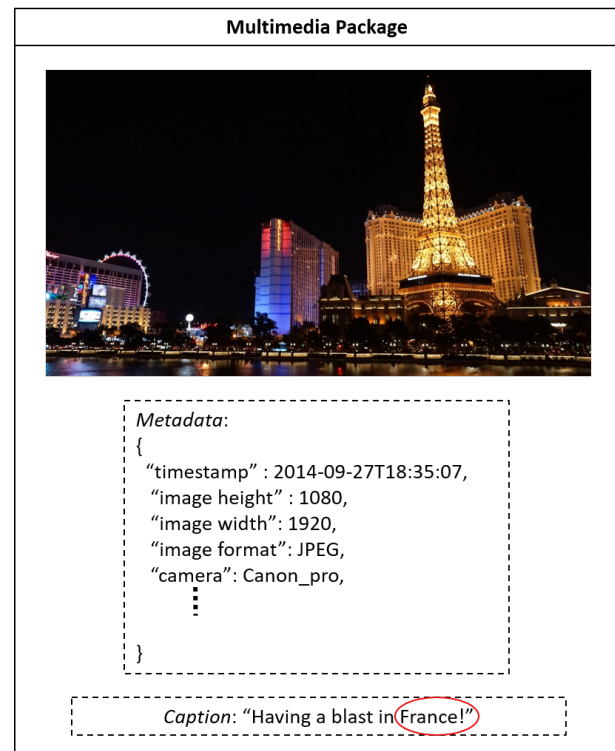 Multimedia Package
Metadata:
{
“timestamp” : 2014-09-27T18:35:07,
“image height” : 1080,
“image width”: 1920,
“image format”: JPEG,
“camera”: Canon_pro,
}
Caption: “Having a blast in France!”